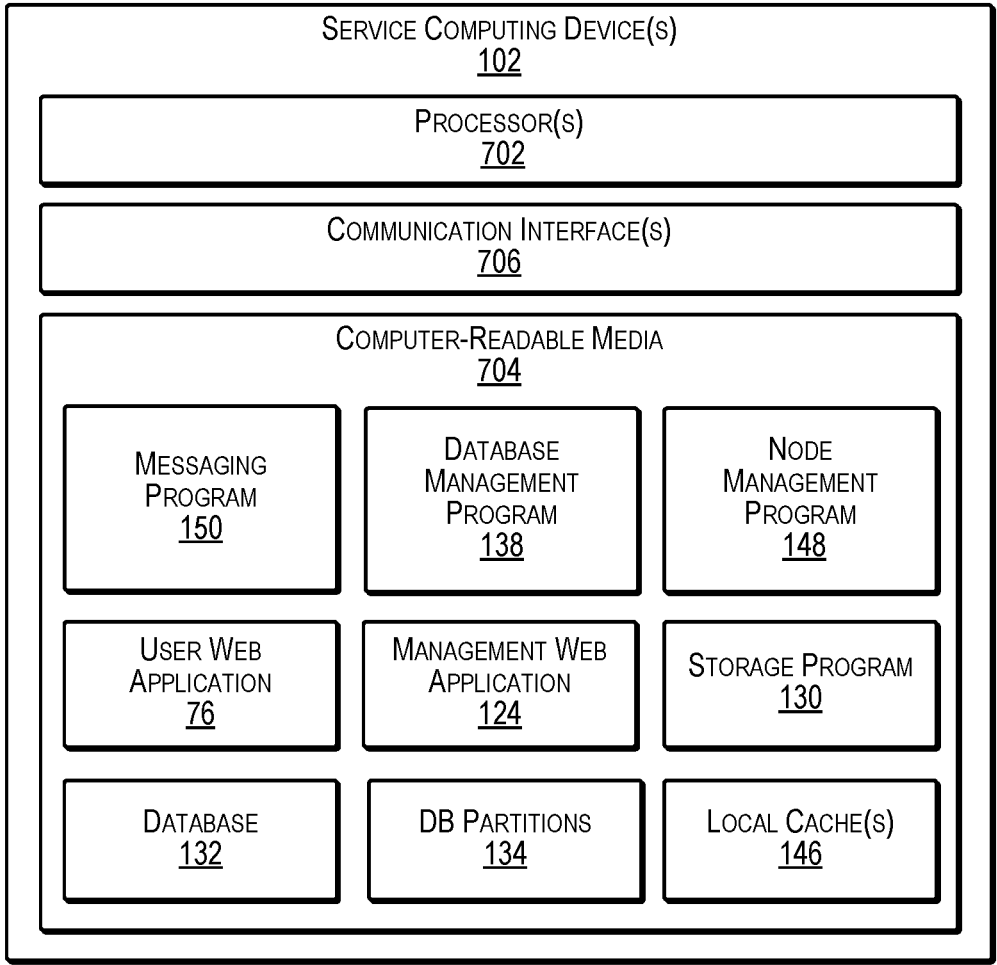 SERVICE COMPUTING DEVICE(S)
102
PROCESSOR(S)
702
COMMUNICATION INTERFACE(S)
706
COMPUTER-READABLE MEDIA
704
MESSAGING
PROGRAM
150
DATABASE
MANAGEMENT
PROGRAM
138
NODE
MANAGEMENT
PROGRAM
148
USER WEB
APPLICATION
76
MANAGEMENT WEB
APPLICATION
124
STORAGE PROGRAM
130
DATABASE
132
DB PARTITIONS
134
LOCAL CACHE(S)
146